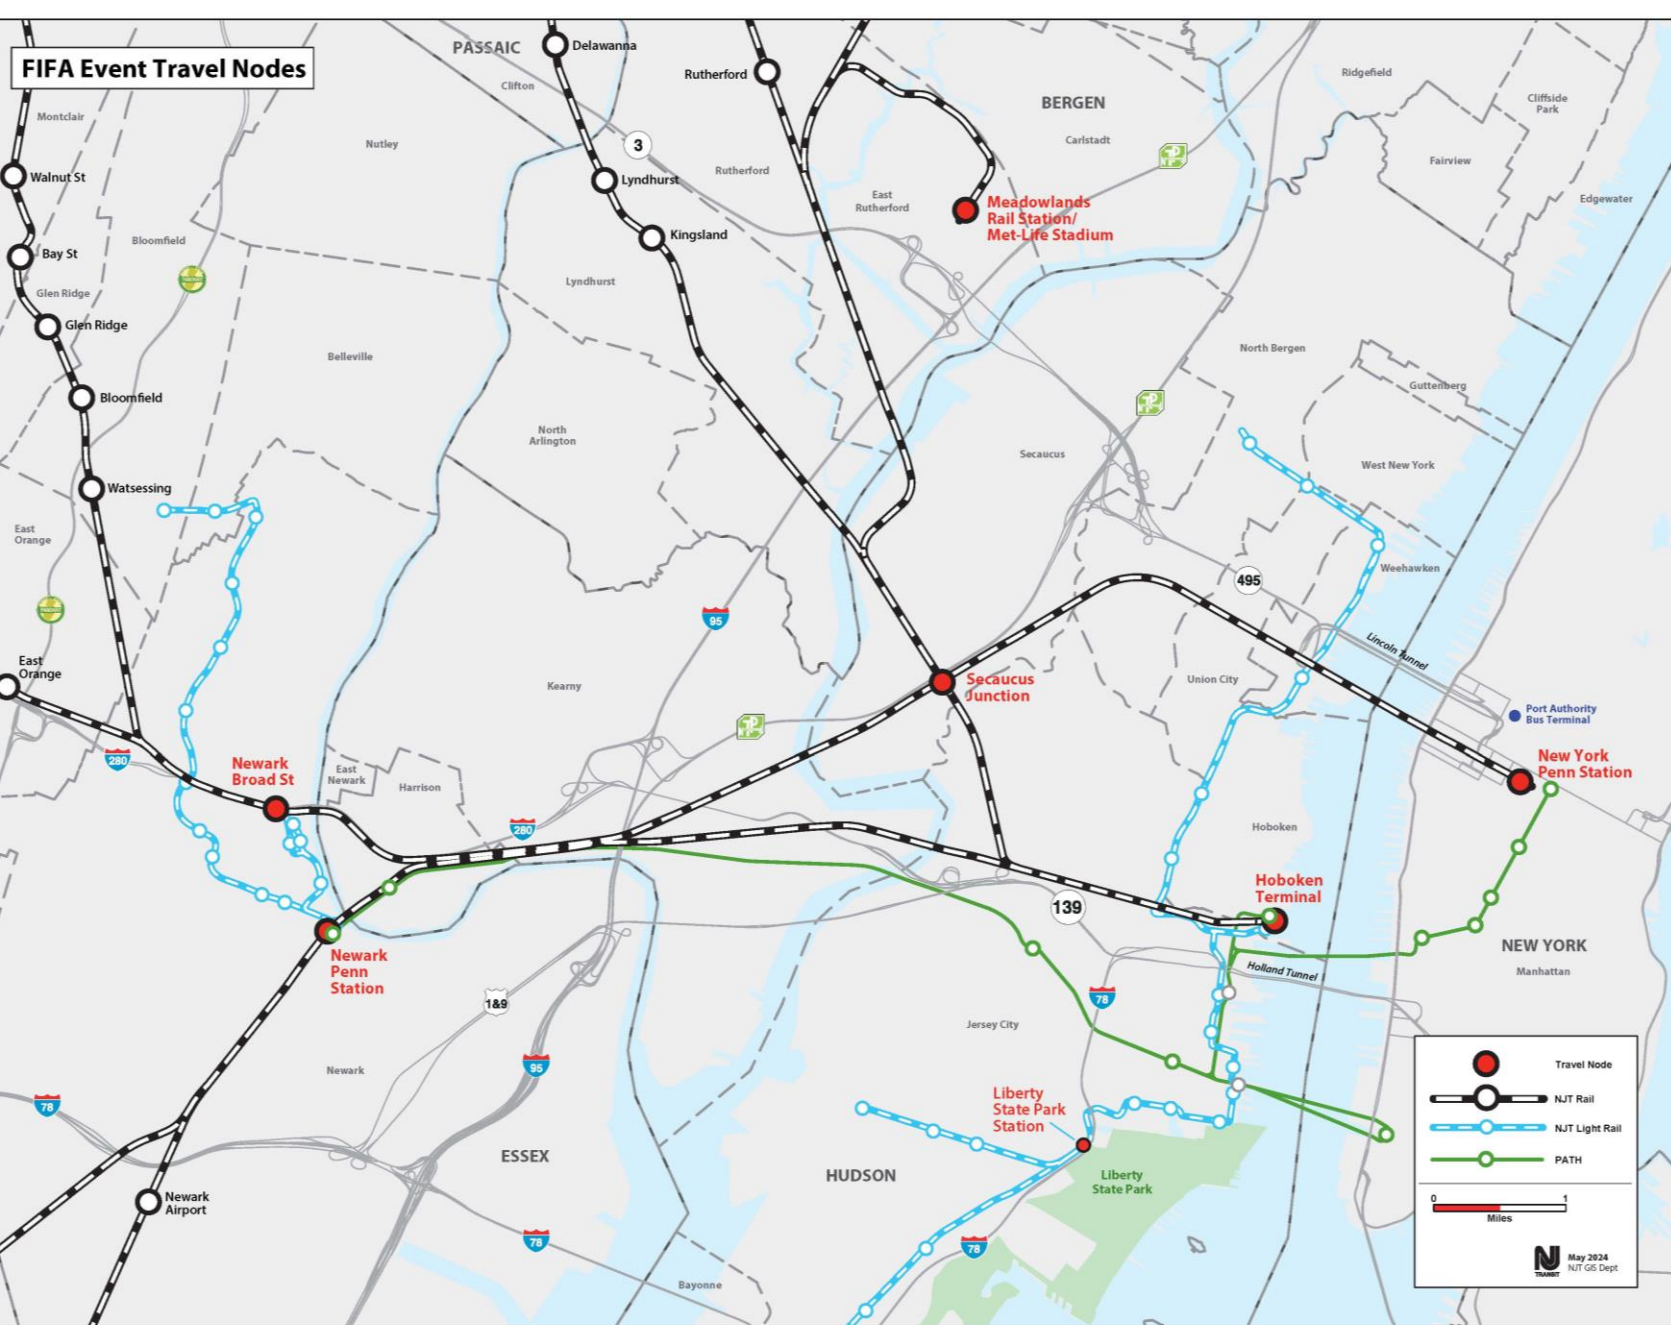 FIFA Event Travel Nodes
PASSAIC
Delawanna
Clifton
Rutherford
BERGEN
Ridgefield
Cliffside
Park
Montclair
Nutley
3
Carlstadt
Fairview
Walnut St
Lyndhurst
Rutherford
East
Rutherford
Meadowlands
Rail Station/
Met-Life Stadium
Edgewater
Bloomfield
Kingsland
Bay St
Glen Ridge
Lyndhurst
Glen Ridge
Belleville
North Bergen
Guttenberg
Bloomfield
North
Arlington
Secaucus
West New York
Watsessing
East
Orange
Weehawken
495
95
Lincoln Tunnel
East
Orange
Kearny
Secaucus
Junction
Union City
Port Authority
Bus Terminal
280
Newark
Broad St
East
Newark
Harrison
New York
Penn Station
280
Hoboken
Hoboken
Terminal
139
Newark
Penn
Station
NEW YORK
Manhattan
Holland Tunnel
1&9
78
Jersey City
Newark
95
78
Liberty
State Park
Station
ESSEX
HUDSON
Liberty
State Park
Newark
Airport
78
78
Bayonne
Travel Node
NJT Rail
NJT Light Rail
PATH
0 1
Miles
NJ
TRANSIT
May 2024
NJT GIS Dept